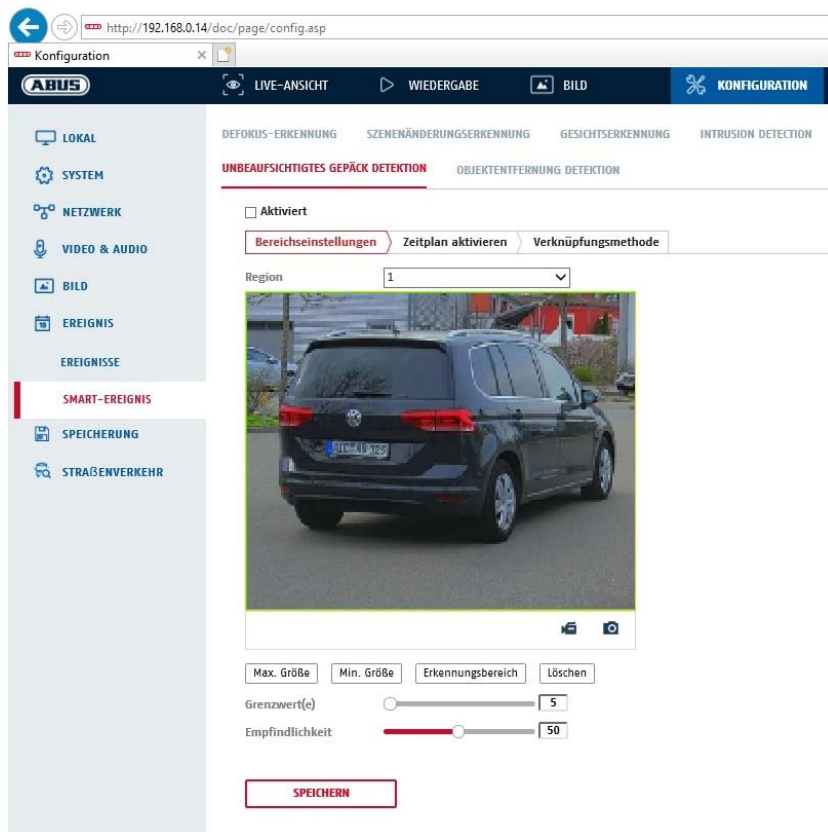 http://192.168.0.14/doc/page/config.asp
Konfiguration
ABUS
LIVE-ANSICHT
WIEDERGABE
BILD
KONFIGURATION
LOKAL
SYSTEM
NETZWERK
VIDEO & AUDIO
BILD
EREIGNIS
EREIGNISSE
SMART-EREIGNIS
SPEICHERUNG
STRAßENVERKEHR
DEFOKUS-ERKENNUNG
SZENENÄNDERUNGSERKENNUNG
GESICHTSERKENNUNG
INTRUSION DETECTION
UNBEAUFSICHTIGTES GEPÄCK DETEKTION
OBJEKTENTFERNUNG DETEKTION
Aktiviert
Bereichseinstellungen
Zeitplan aktivieren
Verknüpfungsmethode
Region
1
Max. Größe
Min. Größe
Erkennungsbereich
Löschen
Grenzwert(e)
5
Empfindlichkeit
50
SPEICHERN